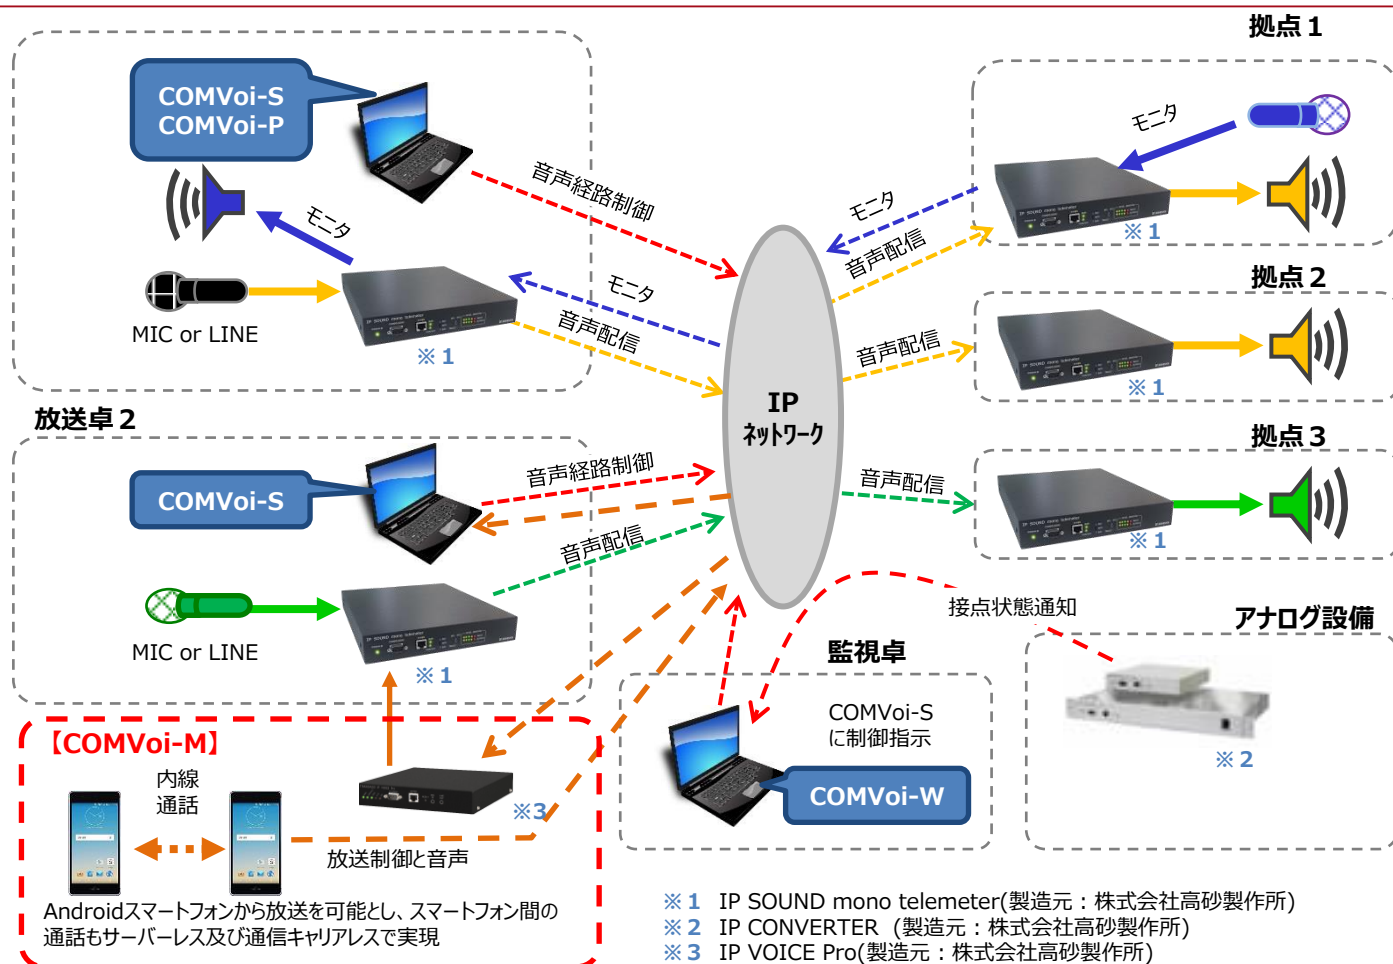 拠点１
COMVoi-S
COMVoi-P
音声経路制御
モニタ
モニタ
モニタ
音声配信
※１
MIC or LINE
※１
モニタ
音声配信
拠点２
音声配信
※１
IP
ネットワーク
放送卓２
COMVoi-S
音声経路制御
音声配信
MIC or LINE
※１
拠点３
音声配信
※１
接点状態通知
アナログ設備
※２
監視卓
COMVoi-S
に制御指示
COMVoi-W
【COMVoi-M】
内線
通話
※3
放送制御と音声
Androidスマートフォンから放送を可能とし、スマートフォン間の
通話もサーバーレス及び通信キャリアレスで実現
※１ IP SOUND mono telemeter(製造元：株式会社高砂製作所)
※２ IP CONVERTER (製造元：株式会社高砂製作所)
※３ IP VOICE Pro(製造元：株式会社高砂製作所)